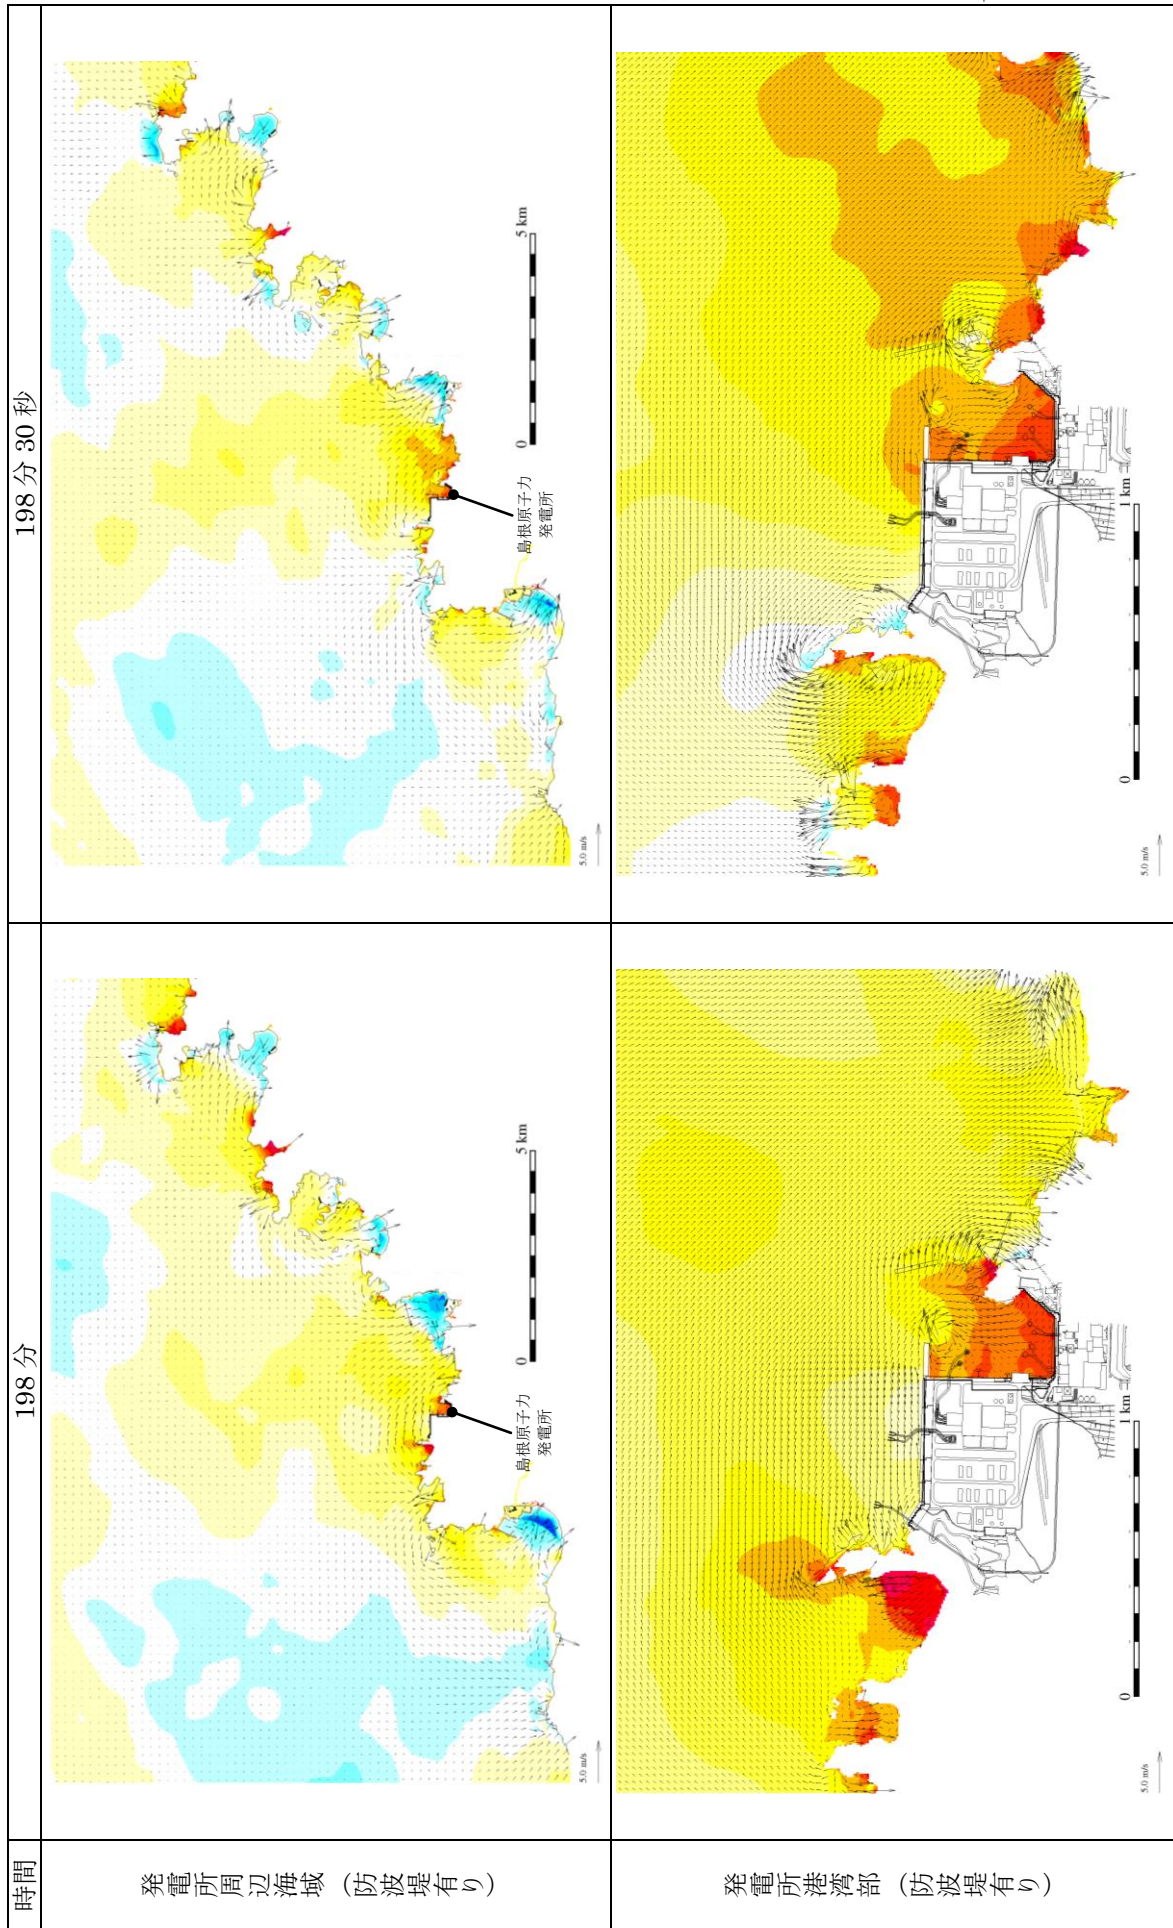 時間
198分
198分 30秒
発電所周辺海域（防波堤有り）
島根原子力
発電所
0
5 km
5.0 m/s
島根原子力
発電所
0
5 km
5.0 m/s
発電所港湾部（防波堤有り）
0
1 km
5.0 m/s
0
1 km
5.0 m/s